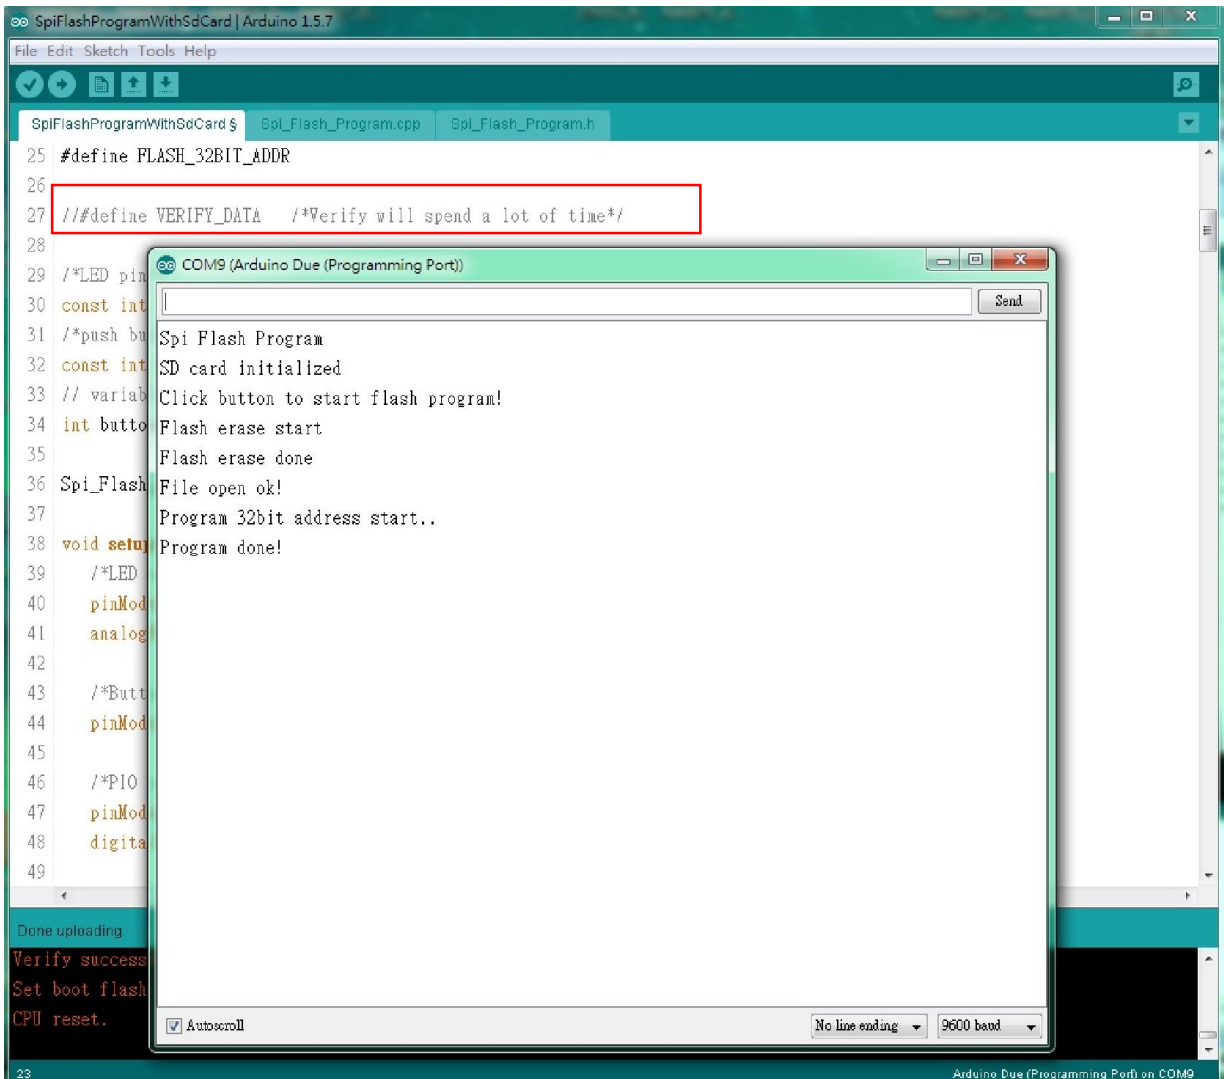 SpiFlashProgramWithSdCard | Arduino 1.5.7
File Edit Sketch Tools Help
SpiFlashProgramWithSdCard § Spi_Flash_Program.cpp Spi_Flash_Program.h
25 #define FLASH_32BIT_ADDR
26
27 //#define VERIFY_DATA /*Verify will spend a lot of time*/
28
29 /*LED pin
30 const int
31 /*push bu
32 const int
33 // variab
34 int butto
35
36 Spi_Flash
37
38 void setup
39 /*LED
40 pinMod
41 analog
42
43 /*Butt
44 pinMod
45
46 /*PIO
47 pinMod
48 digita
49
COM9 (Arduino Due (Programming Port))
Send
Spi Flash Program
SD card initialized
Click button to start flash program!
Flash erase start
Flash erase done
File open ok!
Program 32bit address start..
Program done!
Autoscroll No line ending 9600 baud
Done uploading.
Verify success
Set boot flash
CPU reset.
23 Arduino Due (Programming Port) on COM9